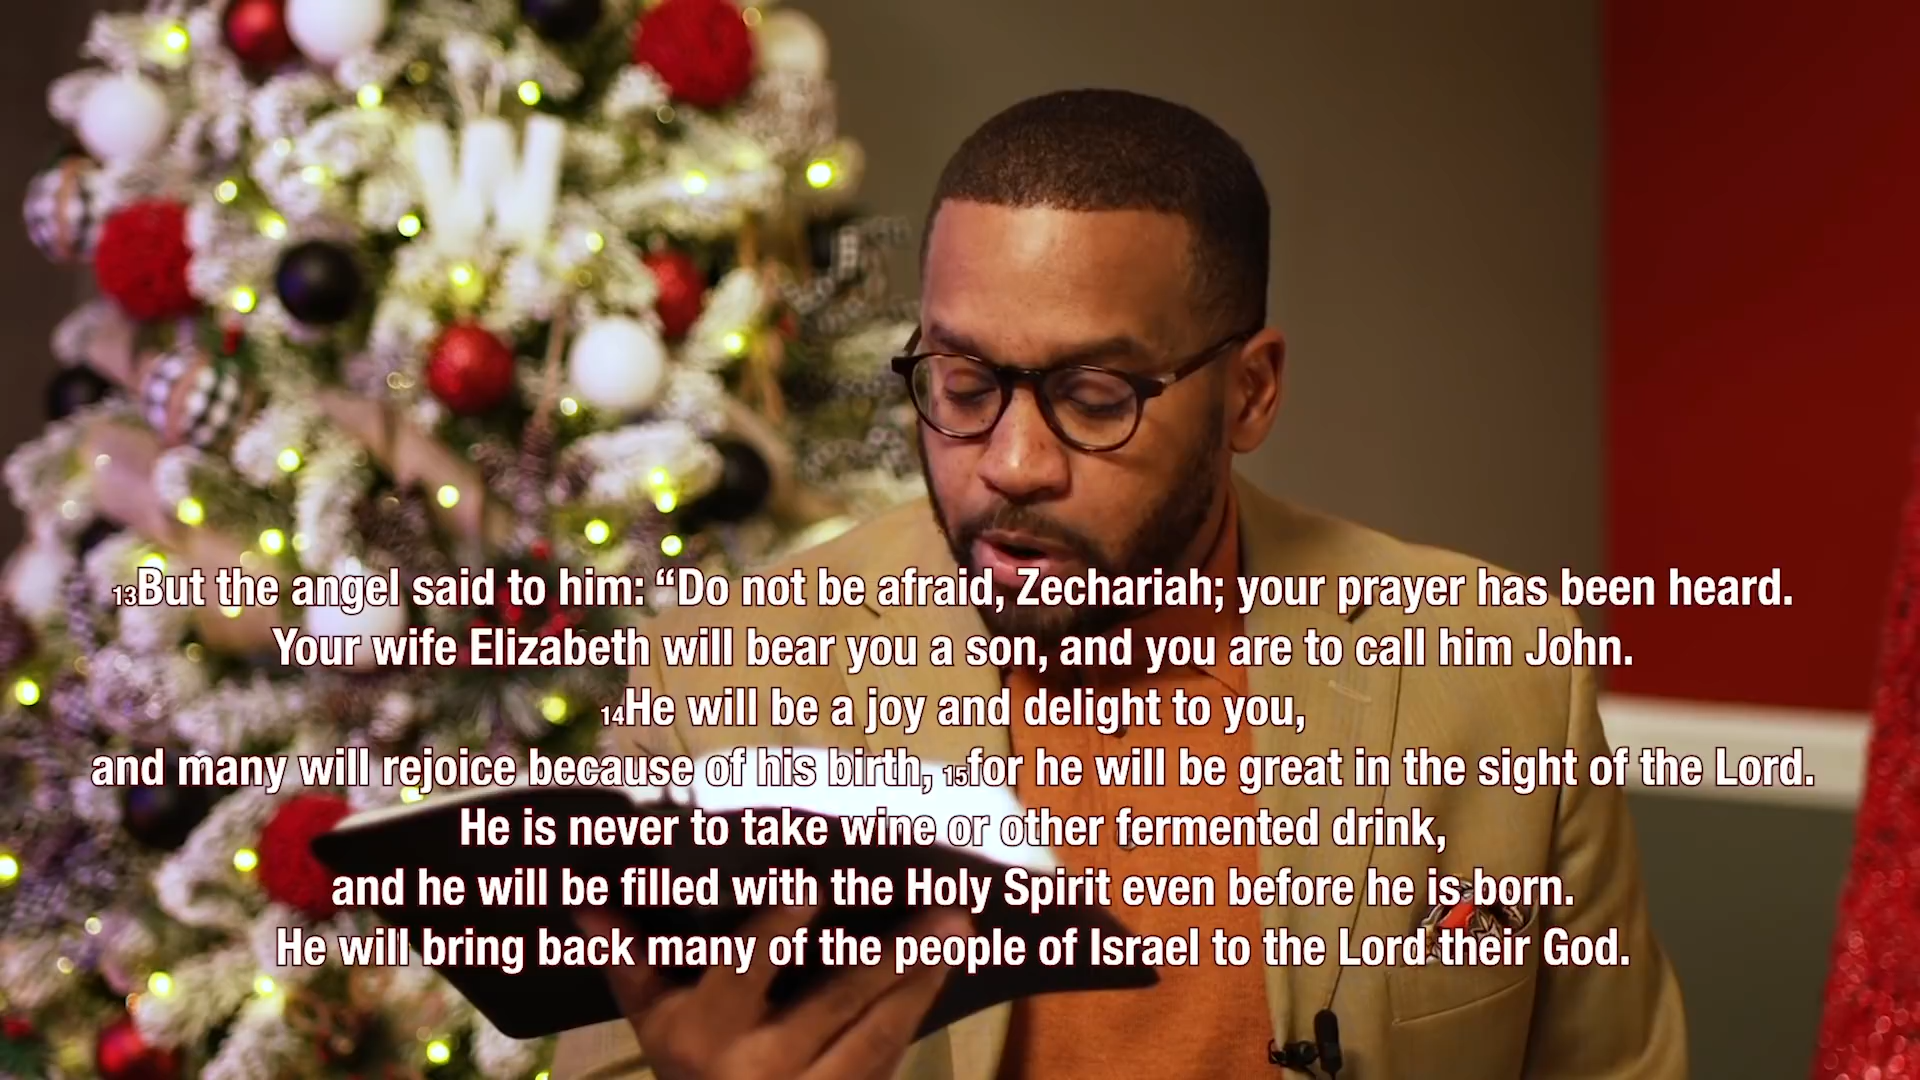 13But the angel said to him: “Do not be afraid, Zechariah; your prayer has been heard.
Your wife Elizabeth will bear you a son, and you are to call him John.
14He will be a joy and delight to you,
and many will rejoice because of his birth, 15for he will be great in the sight of the Lord.
He is never to take wine or other fermented drink,
and he will be filled with the Holy Spirit even before he is born.
He will bring back many of the people of Israel to the Lord their God.